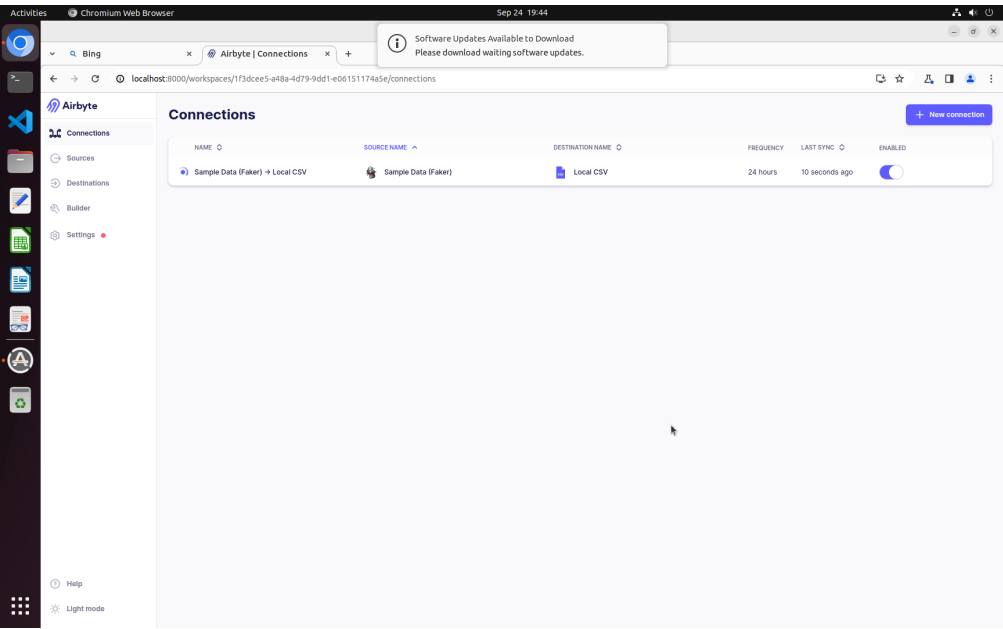 Activities
Chromium Web Browser
Sep 24 19:44
Software Updates Available to Download
Please download waiting software updates.
Bing
Airbyte | Connections
localhost:8000/workspaces/1f3dcee5-a48a-4d79-9dd1-e06151174a5e/connections
Airbyte
Connections
Sources
Destinations
Builder
Settings
Help
Light mode
Connections
+ New connection
NAME SOURCE NAME DESTINATION NAME FREQUENCY LAST SYNC ENABLED
Sample Data (Faker) → Local CSV Sample Data (Faker) Local CSV 24 hours 10 seconds ago